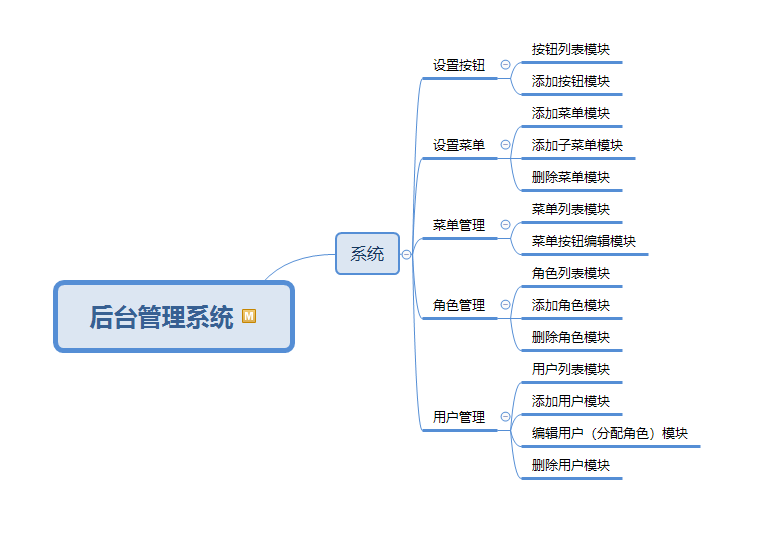 后台管理系统 M
系统
设置按钮
按钮列表模块
添加按钮模块
设置菜单
添加菜单模块
添加子菜单模块
删除菜单模块
菜单管理
菜单列表模块
菜单按钮编辑模块
角色管理
角色列表模块
添加角色模块
删除角色模块
用户管理
用户列表模块
添加用户模块
编辑用户（分配角色）模块
删除用户模块